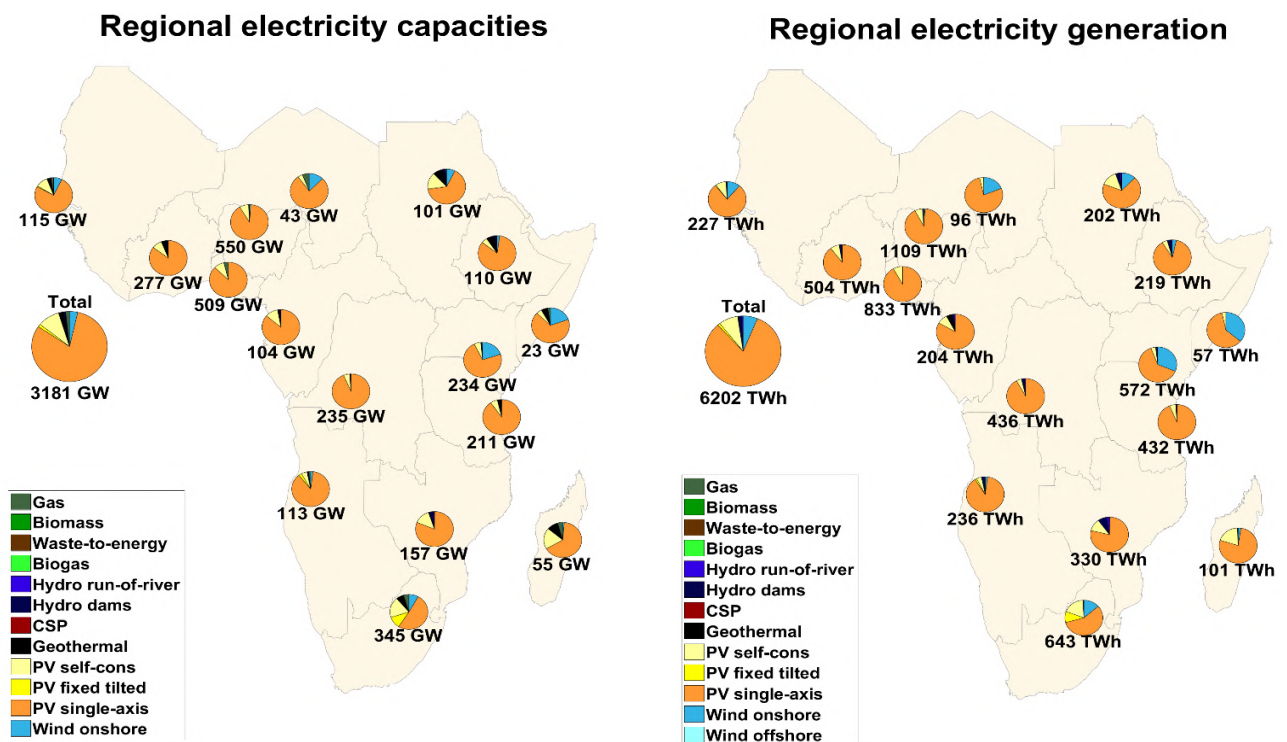 Regional electricity capacities
115 GW
43 GW
101 GW
550 GW
277 GW
110 GW
509 GW
Total
3181 GW
104 GW
23 GW
234 GW
235 GW
211 GW
113 GW
157 GW
55 GW
345 GW
Gas
Biomass
Waste-to-energy
Biogas
Hydro run-of-river
Hydro dams
CSP
Geothermal
PV self-cons
PV fixed tilted
PV single-axis
Wind onshore
Regional electricity generation
227 TWh
96 TWh
202 TWh
1109 TWh
504 TWh
219 TWh
833 TWh
Total
6202 TWh
204 TWh
57 TWh
572 TWh
436 TWh
432 TWh
236 TWh
330 TWh
101 TWh
643 TWh
Gas
Biomass
Waste-to-energy
Biogas
Hydro run-of-river
Hydro dams
CSP
Geothermal
PV self-cons
PV fixed tilted
PV single-axis
Wind onshore
Wind offshore